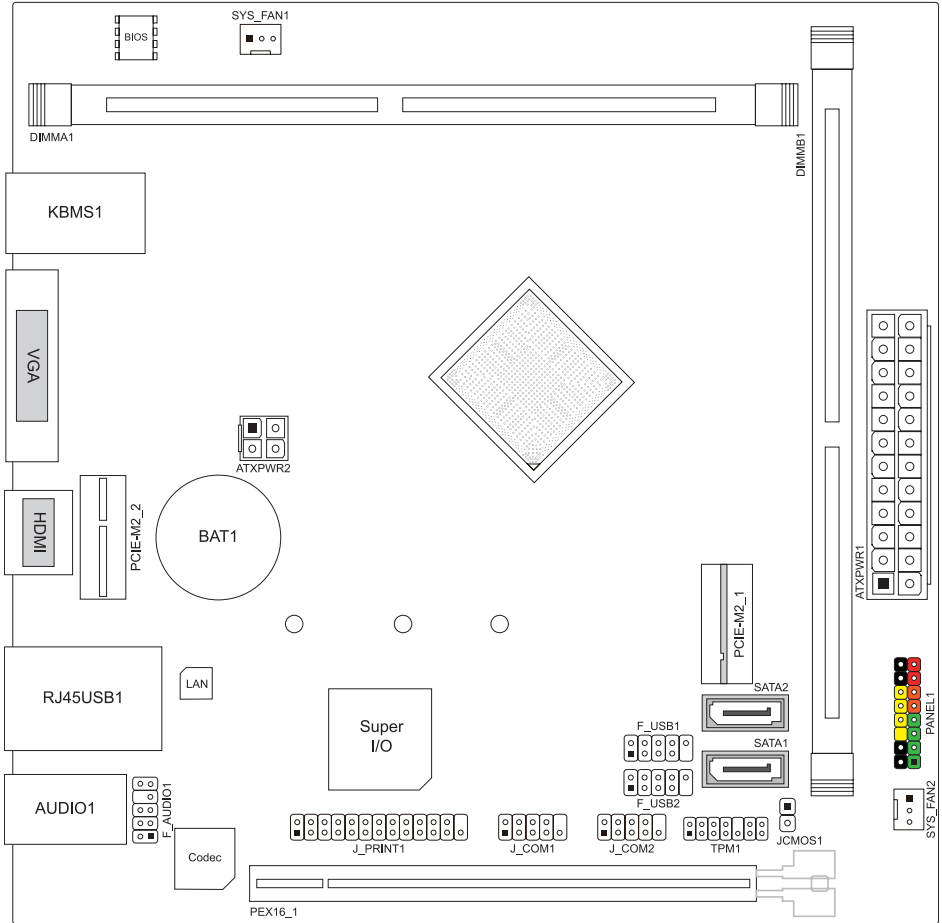 SYS_FAN1
BIOS
DIMMA1
DIMMB1
KBMS1
VGA
ATXPWR2
HDMI
PCIE-M2_2
BAT1
ATXPWR1
PCIE-M2_1
RJ45USB1
LAN
Super
I/O
SATA2
F_USB1
SATA1
F_USB2
PANEL1
AUDIO1
F_AUDIO1
SYS_FAN2
J_PRINT1
J_COM1
J_COM2
TPM1
JCMOS1
Codec
PEX16_1